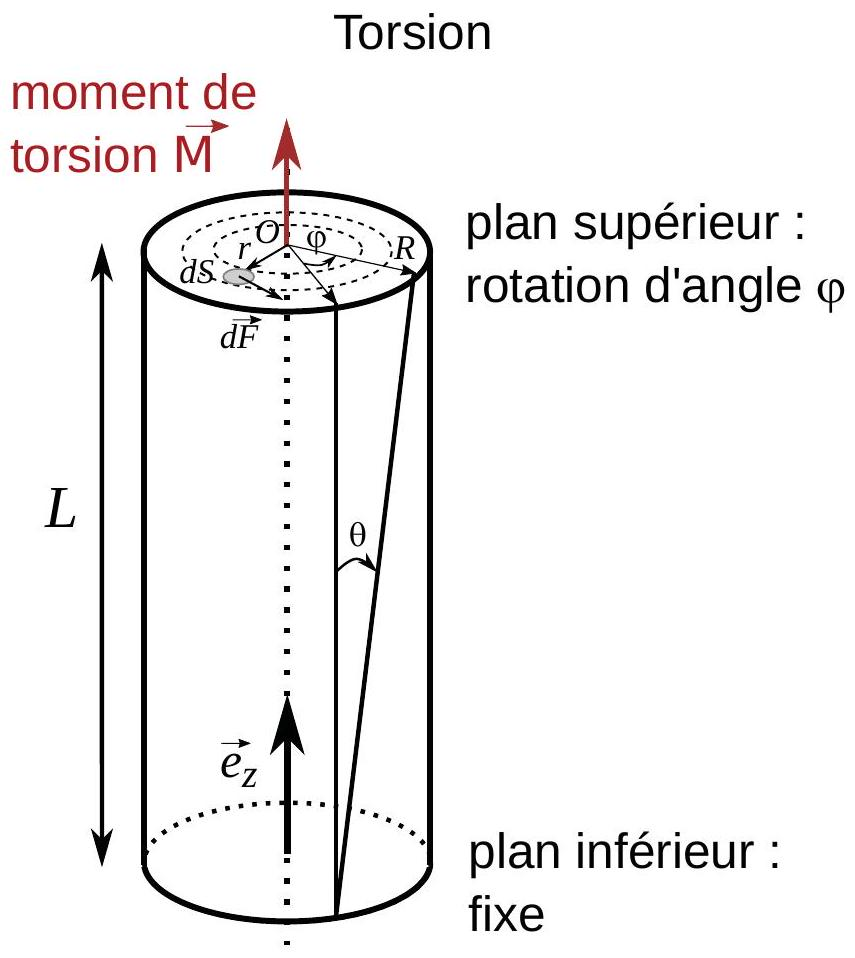 Torsion
moment de
torsion M
plan supérieur :
rotation d'angle φ
O
φ
R
r
dS
dF
L
θ
e_z
plan inférieur :
fixe